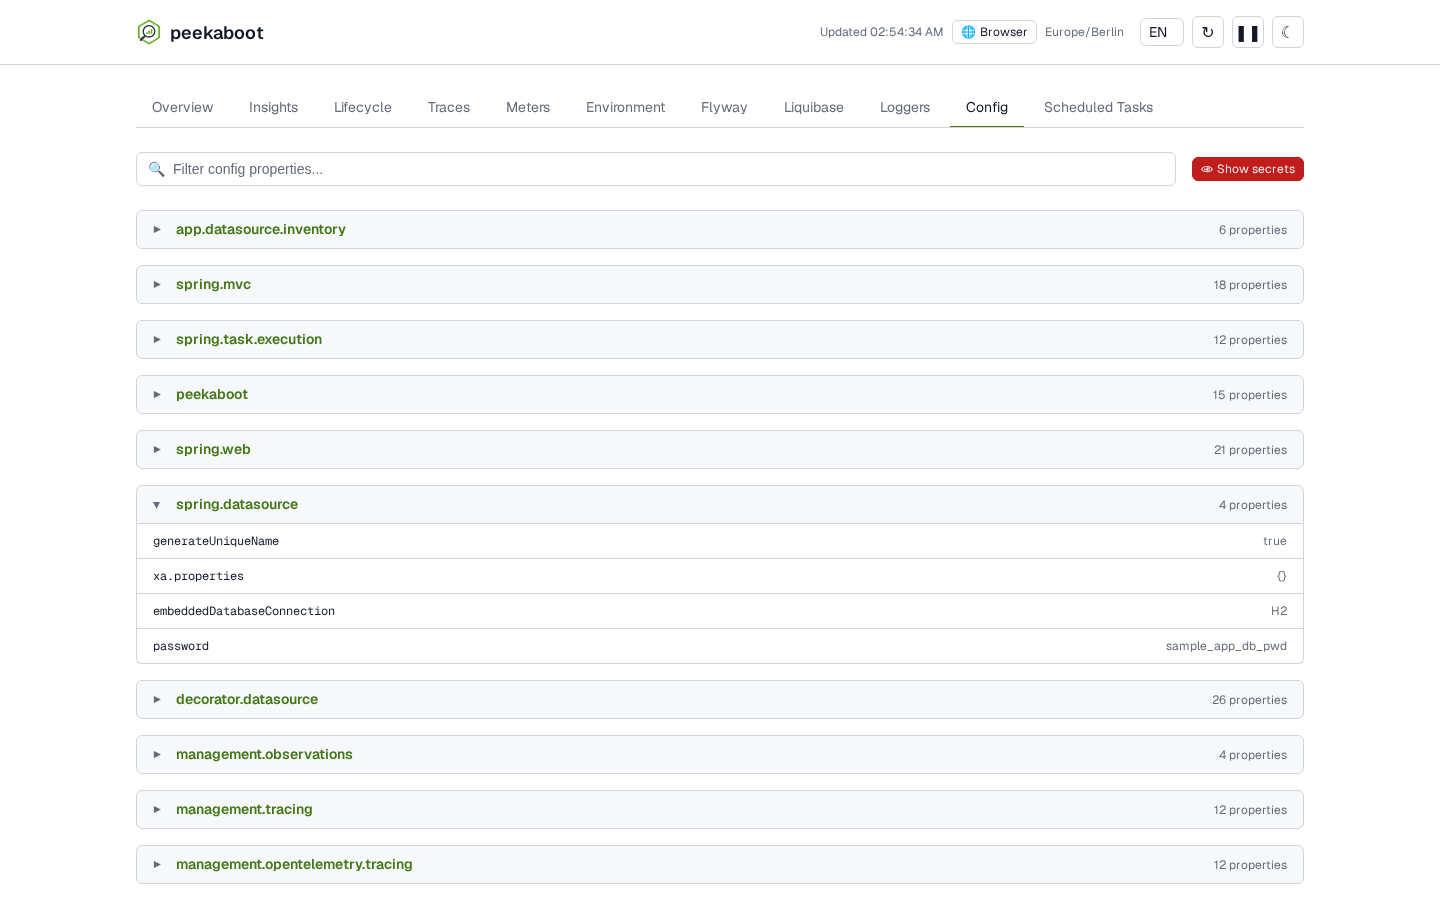 peekaboot
Updated 02:54:34 AM
🌐 Browser
Europe/Berlin
EN
Overview Insights Lifecycle Traces Meters Environment Flyway Liquibase Loggers Config Scheduled Tasks
Filter config properties...
Show secrets
app.datasource.inventory 6 properties
spring.mvc 18 properties
spring.task.execution 12 properties
peekaboot 15 properties
spring.web 21 properties
spring.datasource 4 properties
generateUniqueName true
xa.properties {}
embeddedDatabaseConnection H2
password sample_app_db_pwd
decorator.datasource 26 properties
management.observations 4 properties
management.tracing 12 properties
management.opentelemetry.tracing 12 properties